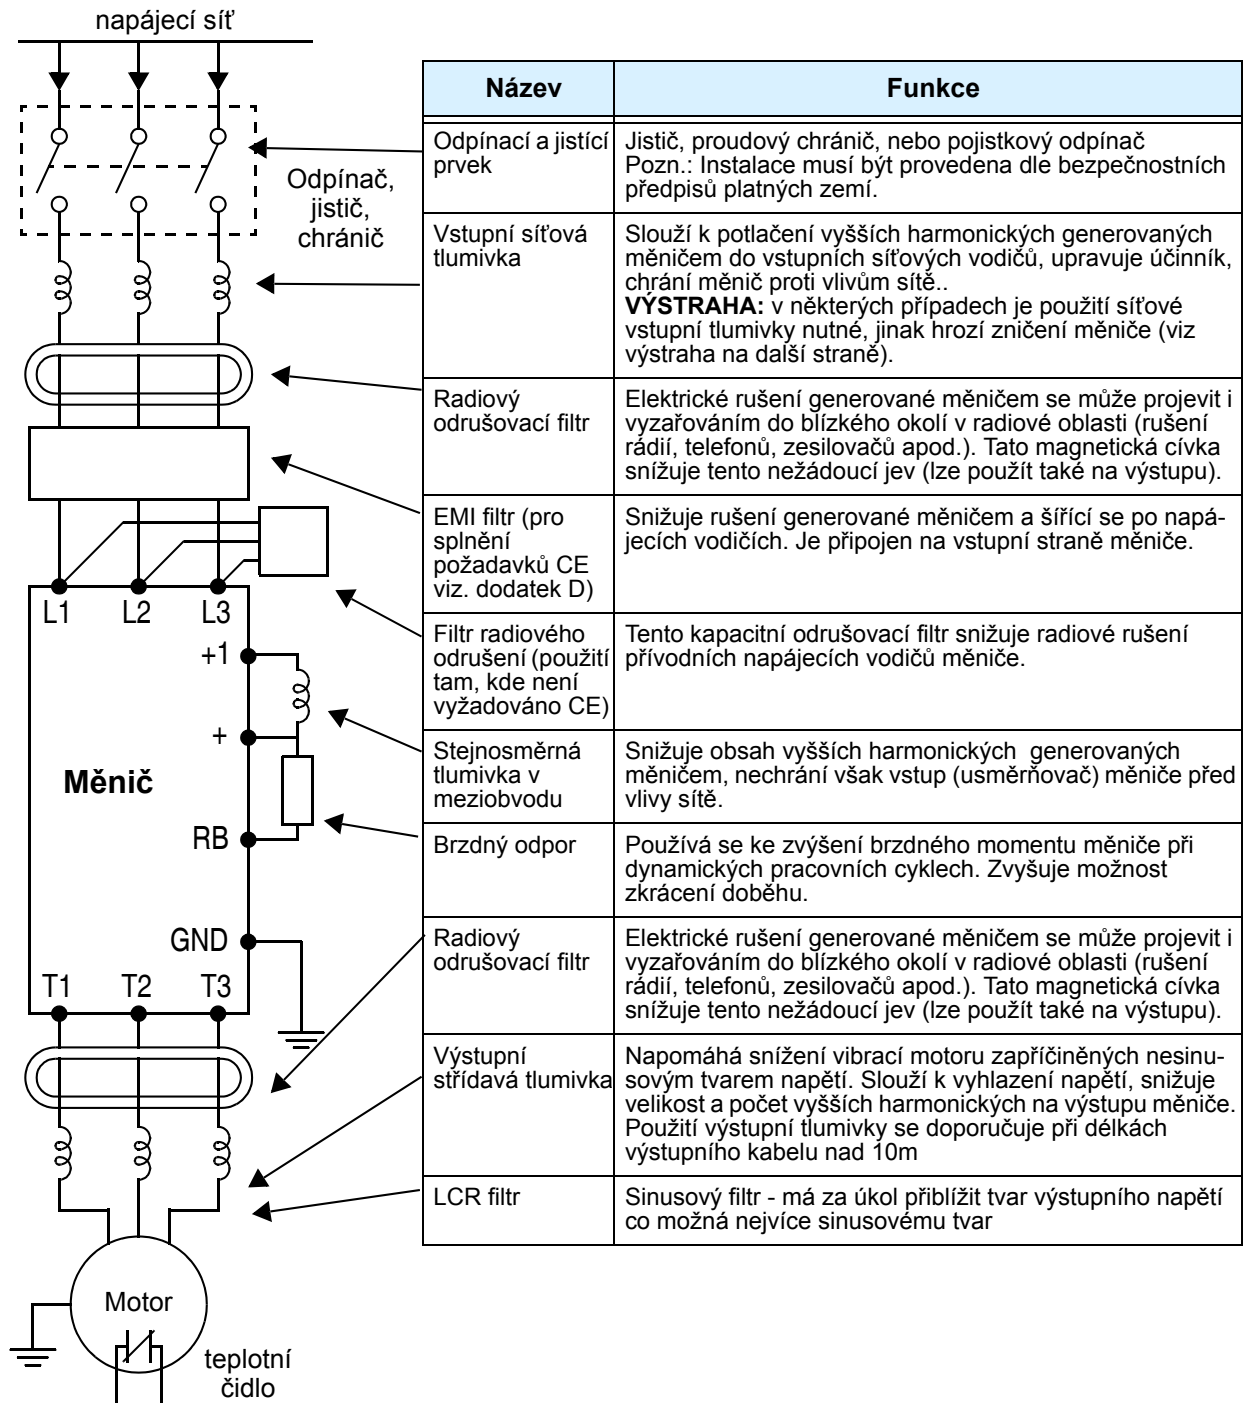 napájecí síť
Odpínač,
jistič,
chránič
L1 L2 L3
+1
+
Měnič
RB
GND
T1 T2 T3
Motor
teplotní
čidlo
Název Funkce
Odpínací a jistící
prvek
Jistič, proudový chránič, nebo pojistkový odpínač
Pozn.: Instalace musí být provedena dle bezpečnostních
předpisů platných zemí.
Vstupní síťová
tlumivka
Slouží k potlačení vyšších harmonických generovaných
měničem do vstupních síťových vodičů, upravuje účinník,
chrání měnič proti vlivům sítě..
VÝSTRAHA: v některých případech je použití síťové
vstupní tlumivky nutné, jinak hrozí zničení měniče (viz
výstraha na další straně).
Radiový
odrušovací filtr
Elektrické rušení generované měničem se může projevit i
vyzařováním do blízkého okolí v radiové oblasti (rušení
rádií, telefonů, zesilovačů apod.). Tato magnetická cívka
snížuje tento nežádoucí jev (lze použít také na výstupu).
EMI filtr (pro
splnění
požadavků CE
viz. dodatek D)
Snižuje rušení generované měničem a šířící se po napá-
jecích vodičích. Je připojen na vstupní straně měniče.
Filtr radiového
odrušení (použití
tam, kde není
vyžadováno CE)
Tento kapacitní odrušovací filtr snižuje radiové rušení
přívodních napájecích vodičů měniče.
Stejnosměrná
tlumivka v
meziobvodu
Snižuje obsah vyšších harmonických generovaných
měničem, nechrání však vstup (usměrňovač) měniče před
vlivy sítě.
Brzdný odpor
Používá se ke zvýšení brzdného momentu měniče při
dynamických pracovních cyklech. Zvyšuje možnost
zkrácení doběhu.
Radiový
odrušovací filtr
Elektrické rušení generované měničem se může projevit i
vyzařováním do blízkého okolí v radiové oblasti (rušení
rádií, telefonů, zesilovačů apod.). Tato magnetická cívka
snížuje tento nežádoucí jev (lze použít také na výstupu).
Výstupní
střídavá tlumivka
Napomáhá snížení vibrací motoru zapříčiněných nesinu-
sovým tvarem napětí. Slouží k vyhlazení napětí, snižuje
velikost a počet vyšších harmonických na výstupu měniče.
Použití výstupní tlumivky se doporučuje při délkách
výstupního kabelu nad 10m
LCR filtr
Sinusový filtr - má za úkol přiblížit tvar výstupního napětí
co možná nejvíce sinusovému tvar